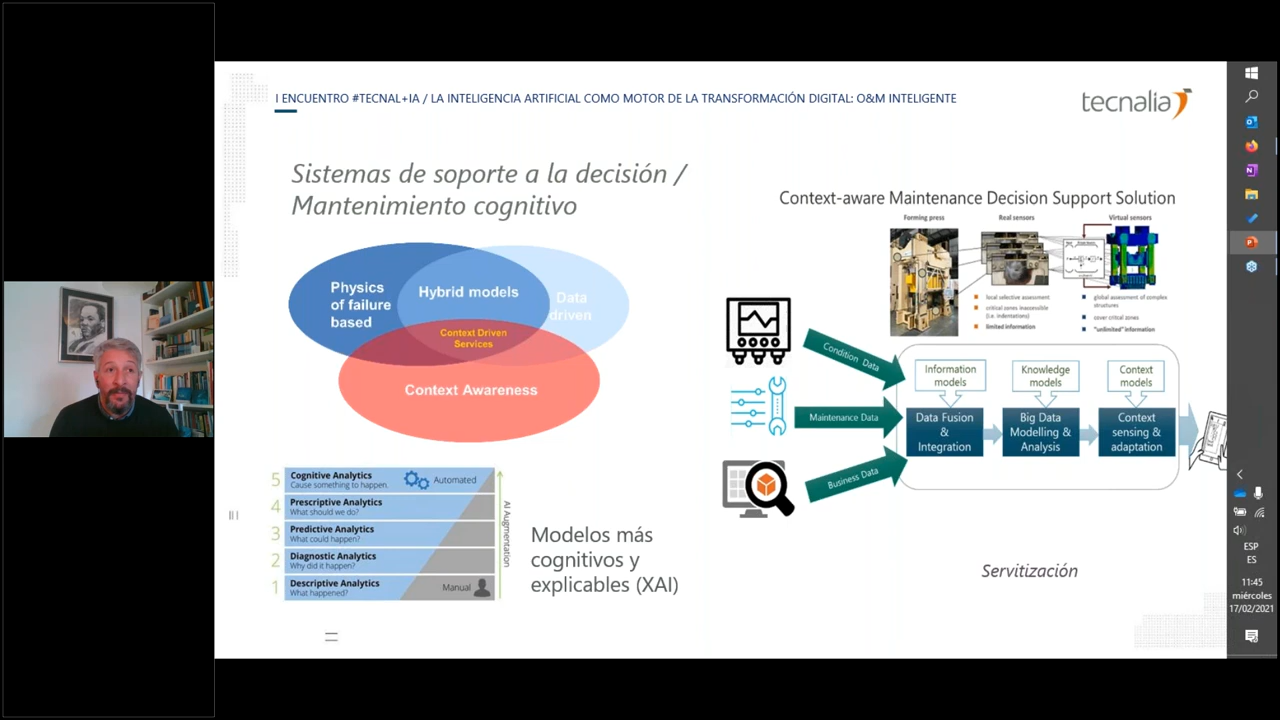 I ENCUENTRO #TECNAL+IA / LA INTELIGENCIA ARTIFICIAL COMO MOTOR DE LA TRANSFORMACIÓN DIGITAL: O&M INTELIGENTE
tecnalia
Sistemas de soporte a la decisión /
Mantenimiento cognitivo
Physics
of failure
based
Hybrid models
Data
driven
Context Driven
Services
Context Awareness
5
Cognitive Analytics
Cause something to happen.
Automated
4
Prescriptive Analytics
What should we do?
3
Predictive Analytics
What could happen?
2
Diagnostic Analytics
Why did it happen?
1
Descriptive Analytics
What happened?
Manual
AI Augmentation
Modelos más
cognitivos y
explicables (XAI)
Context-aware Maintenance Decision Support Solution
Forming press
Real sensors
Virtual sensors
local selective assessment
critical zones inaccessible
(i.e. indentations)
limited information
global assessment of complex
structures
cover critical zones
"unlimited" information
Condition Data
Maintenance Data
Business Data
Information
models
Knowledge
models
Context
models
Data Fusion
&
Integration
Big Data
Modelling &
Analysis
Context
sensing &
adaptation
Servitización
ESP
ES
11:45
miércoles
17/02/2021